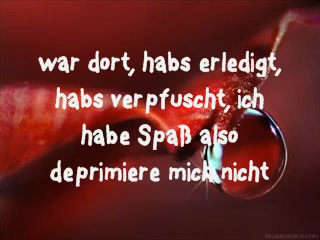 war dort, habs erledigt,
habs verpfuscht, ich
habe Spaß also
deprimiere mich nicht